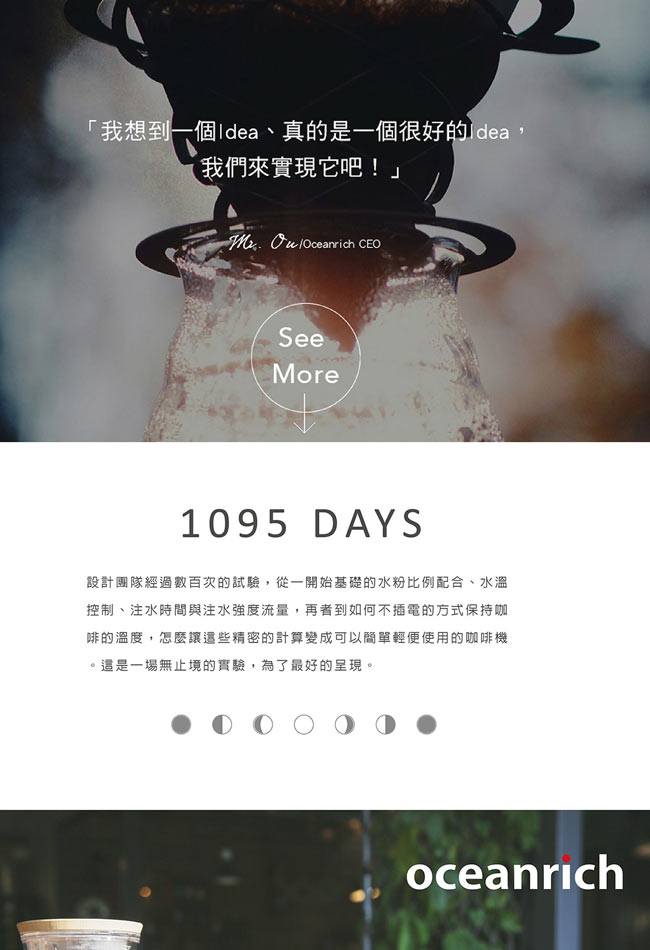 「我想到一個Idea、真的是一個很好的Idea，
我們來實現它吧！」
Mr. Ou/Oceanrich CEO
See
More
1095 DAYS
設計團隊經過數百次的試驗，從一開始基礎的水粉比例配合、水溫
控制、注水時間與注水強度流量，再者到如何不插電的方式保持咖
啡的溫度，怎麼讓這些精密的計算變成可以簡單輕便使用的咖啡機
。這是一場無止境的實驗，為了最好的呈現。
oceanrich